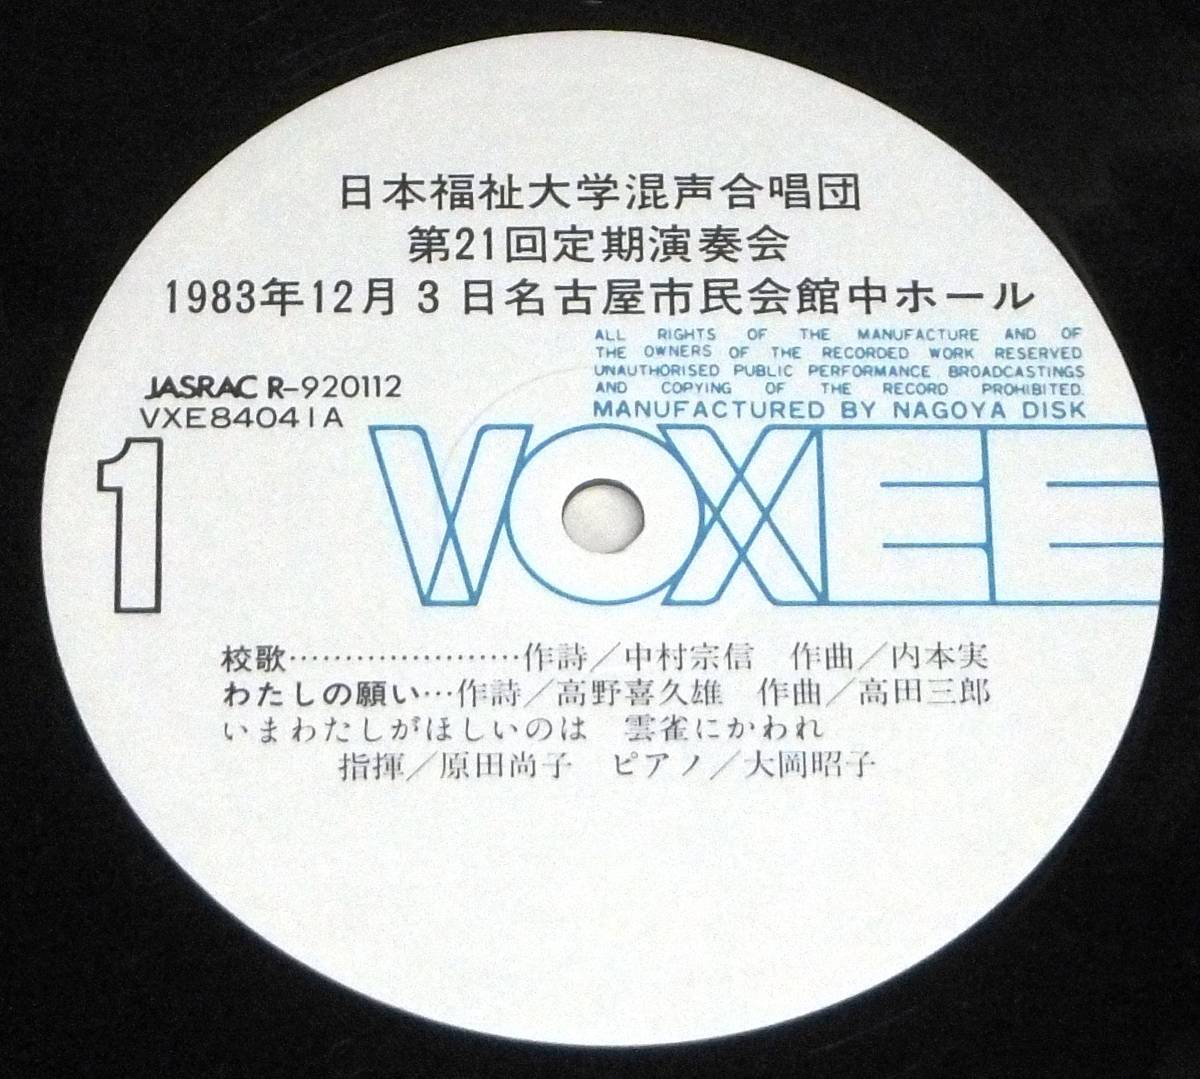 日本福祉大学混声合唱団
第21回定期演奏会
1983年12月3日名古屋市民会館中ホール
ALL RIGHTS OF THE MANUFACTURE AND OF
THE OWNERS OF THE RECORDED WORK RESERVED
UNAUTHORISED PUBLIC PERFORMANCE BROADCASTINGS
AND COPYING OF THE RECORD PROHIBITED.
MANUFACTURED BY NAGOYA DISK
JASRAC R-920112
VXE84041A
1
VOXEE
校歌……………………作詩／中村宗信　作曲／内本実
わたしの願い…作詩／高野喜久雄　作曲／高田三郎
いまわたしがほしいのは　雲雀にかわれ
指揮／原田尚子　ピアノ／大岡昭子